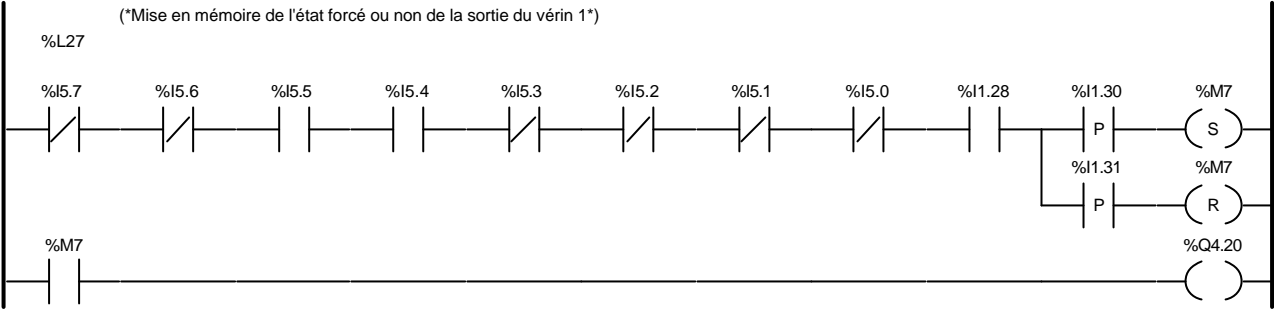 (*Mise en mémoire de l'état forcé ou non de la sortie du vérin 1*)
%L27
%I5.7 %I5.6 %I5.5 %I5.4 %I5.3 %I5.2 %I5.1 %I5.0 %I1.28 %I1.30 %M7
P S
%I1.31 %M7
P R
%M7 %Q4.20